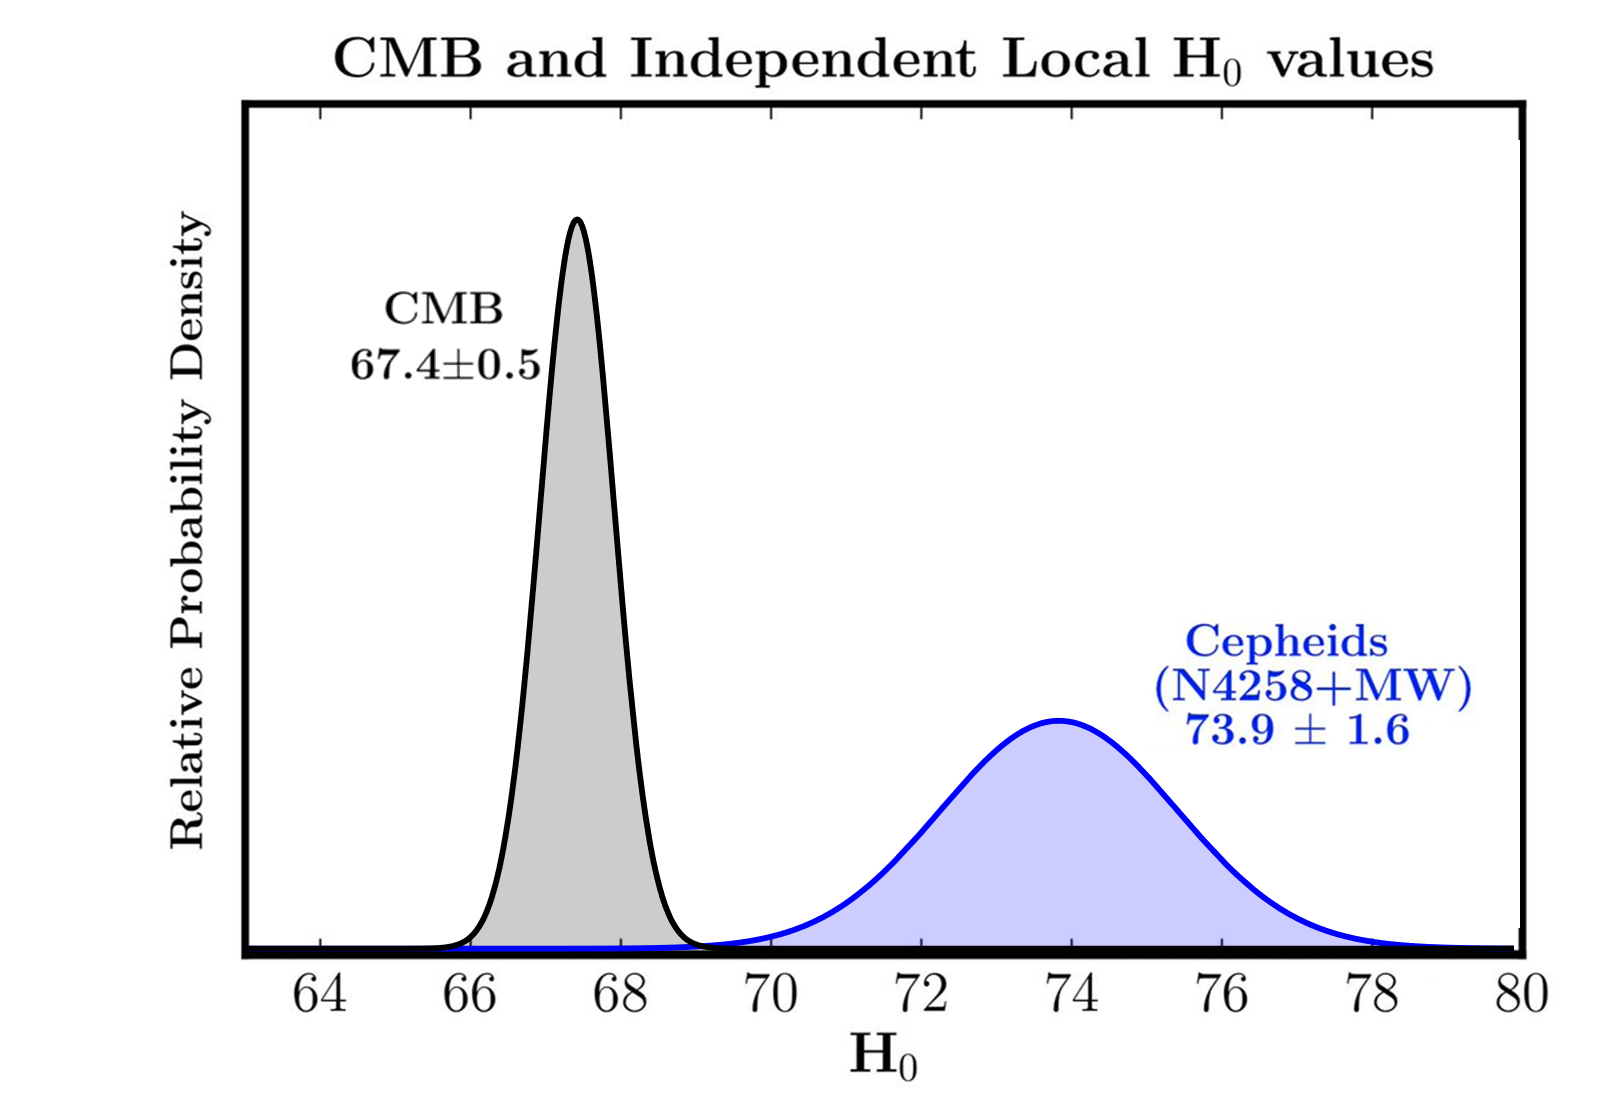 CMB and Independent Local H₀ values
Relative Probability Density
CMB
67.4±0.5
Cepheids
(N4258+MW)
73.9 ± 1.6
64 66 68 70 72 74 76 78 80
H₀